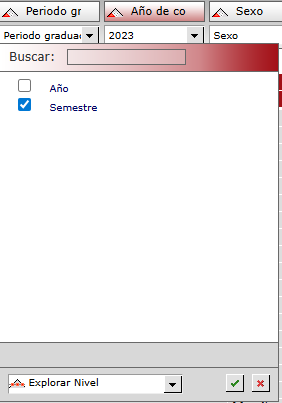 Periodo gr Año de co Sexo
Periodo graduac 2023 Sexo
Buscar:
Año
Semestre
Explorar Nivel